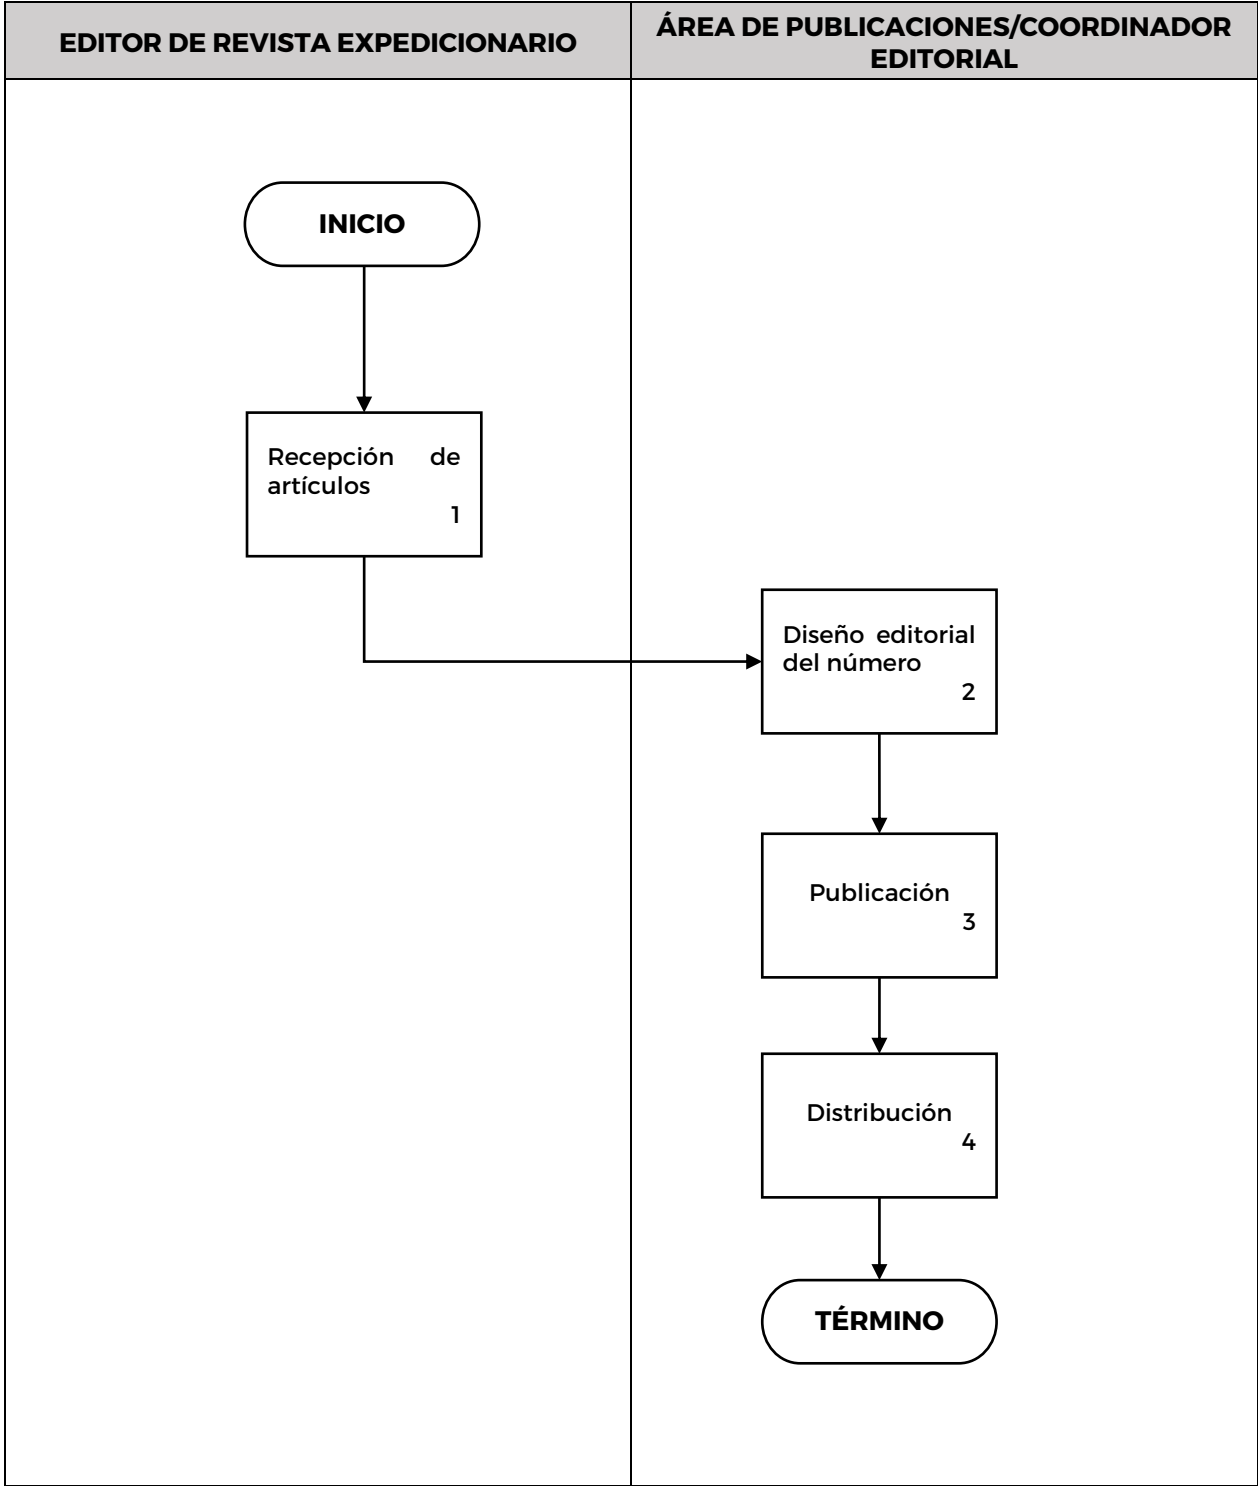 EDITOR DE REVISTA EXPEDICIONARIO
ÁREA DE PUBLICACIONES/COORDINADOR
EDITORIAL
INICIO
Recepción de
artículos
1
Diseño editorial
del número
2
Publicación
3
Distribución
4
TÉRMINO